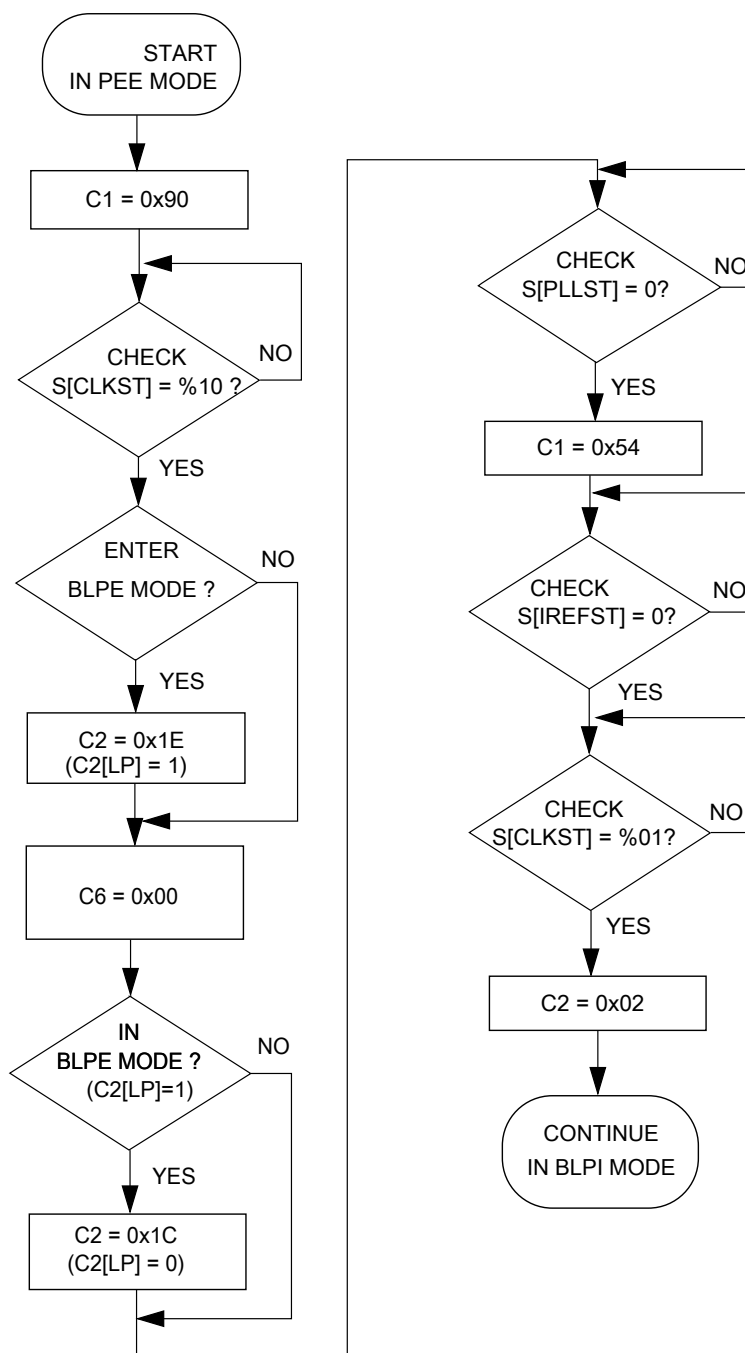 START
IN PEE MODE
C1 = 0x90
CHECK
S[CLKST] = %10 ?
NO
YES
ENTER
BLPE MODE ?
NO
YES
C2 = 0x1E
(C2[LP] = 1)
C6 = 0x00
IN
BLPE MODE ?
(C2[LP]=1)
NO
YES
C2 = 0x1C
(C2[LP] = 0)
CHECK
S[PLLST] = 0?
NO
YES
C1 = 0x54
CHECK
S[IREFST] = 0?
NO
YES
CHECK
S[CLKST] = %01?
NO
YES
C2 = 0x02
CONTINUE
IN BLPI MODE